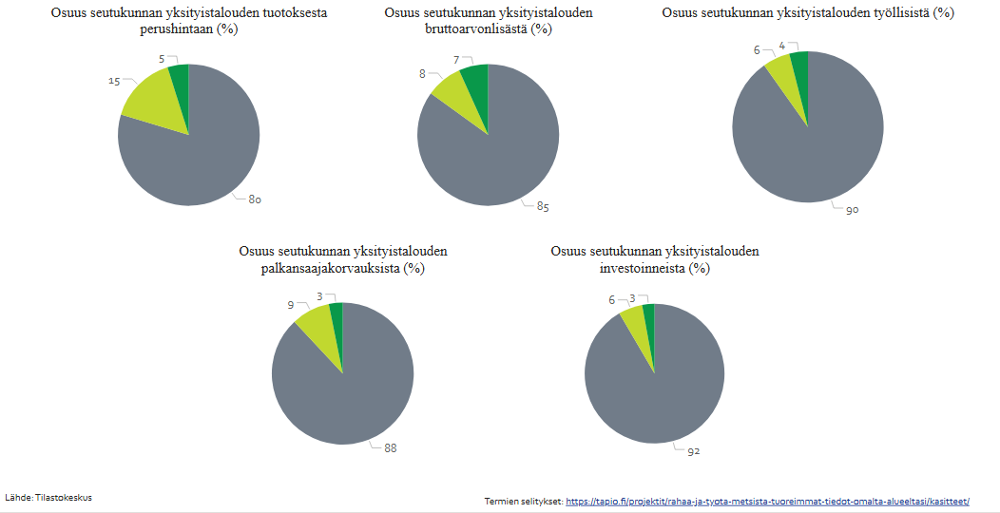 Osuus seutukunnan yksityistalouden tuotoksesta
perushintaan (%)
5
15
80
Osuus seutukunnan yksityistalouden
bruttoarvonlisästä (%)
7
8
85
Osuus seutukunnan yksityistalouden työllisistä (%)
4
6
90
Osuus seutukunnan yksityistalouden
palkansaajakorvauksista (%)
3
9
88
Osuus seutukunnan yksityistalouden
investoinneista (%)
6 3
92
Lähde: Tilastokeskus
Termien selitykset: https://tapio.fi/projektit/rahaa-ja-tyota-metsista-tuoreimmat-tiedot-omalta-alueeltasi/kasitteet/